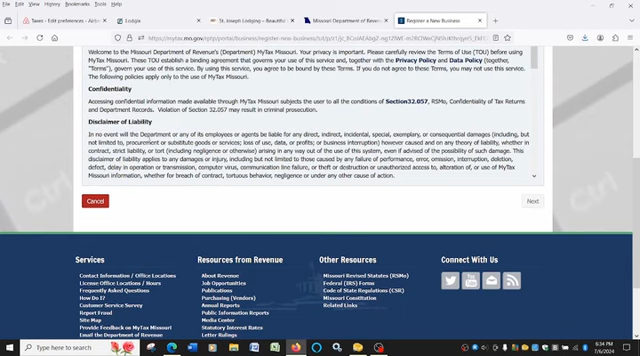 File Edit View History Bookmarks Tools Help
Taxes - Edit preferences - Airbnb
Lodgia
St. Joseph Lodging – Beautiful
Missouri Department of Revenue
Register a New Business
Welcome to the Missouri Department of Revenue's (Department) MyTax Missouri. Your privacy is important. Please carefully review the Terms of Use (TOU) before using
MyTax Missouri. These TOU establish a binding agreement that governs your use of this service and, together with the Privacy Policy and Data Policy (together,
"Terms"), govern your use of this service. By using this service, you are agree to be bound by these Terms. If you do not agree to these Terms, you may not use this service.
The following policies apply only to the use of MyTax Missouri.
Confidentiality
Accessing confidential information made available through MyTax Missouri subjects the user to all the conditions of Section32.057, RSMo, Confidentiality of Tax Returns
and Department Records. Violation of Section 32.057 may result in criminal prosecution.
Disclaimer of Liability
In no event will the Department or any of its employees or agents be liable for any direct, indirect, incidental, special, exemplary, or consequential damages (including, but
not limited to, procurement or substitute goods or services; loss of use, data, or profits; or business interruption) however caused and on any theory of liability, whether in
contract, strict liability, or tort (including negligence or otherwise) arising in any way out of the use of this system, even if advised of the possibility of such damage. This
disclaimer of liability applies to any damages or injury, including but not limited to those caused by any failure of performance, error, omission, interruption, deletion,
defect, delay in operation or transmission, computer virus, communication line failure, or theft or destruction or unauthorized access to, alteration of, or use of MyTax
Missouri information, whether for breach of contract, tortuous behavior, negligence or under any other cause of action.
Cancel
Next
Services
Resources from Revenue
Other Resources
Connect With Us
Contact Information / Office Locations
About Revenue
Missouri Revised Statutes (RSMo)
License Office Locations / Hours
Job Opportunities
Federal (IRS) Forms
Frequently Asked Questions
Publications
Code of State Regulations (CSR)
How Do I?
Purchasing (Vendors)
Missouri Constitution
Customer Service Survey
Annual Reports
Related Links
Report Fraud
Public Information Reports
Site Map
Media Center
Provide Feedback on MyTax Missouri
Statutory Interest Rates
Email the Department of Revenue
Letter Rulings
Type here to search
6:34 PM
7/6/2024